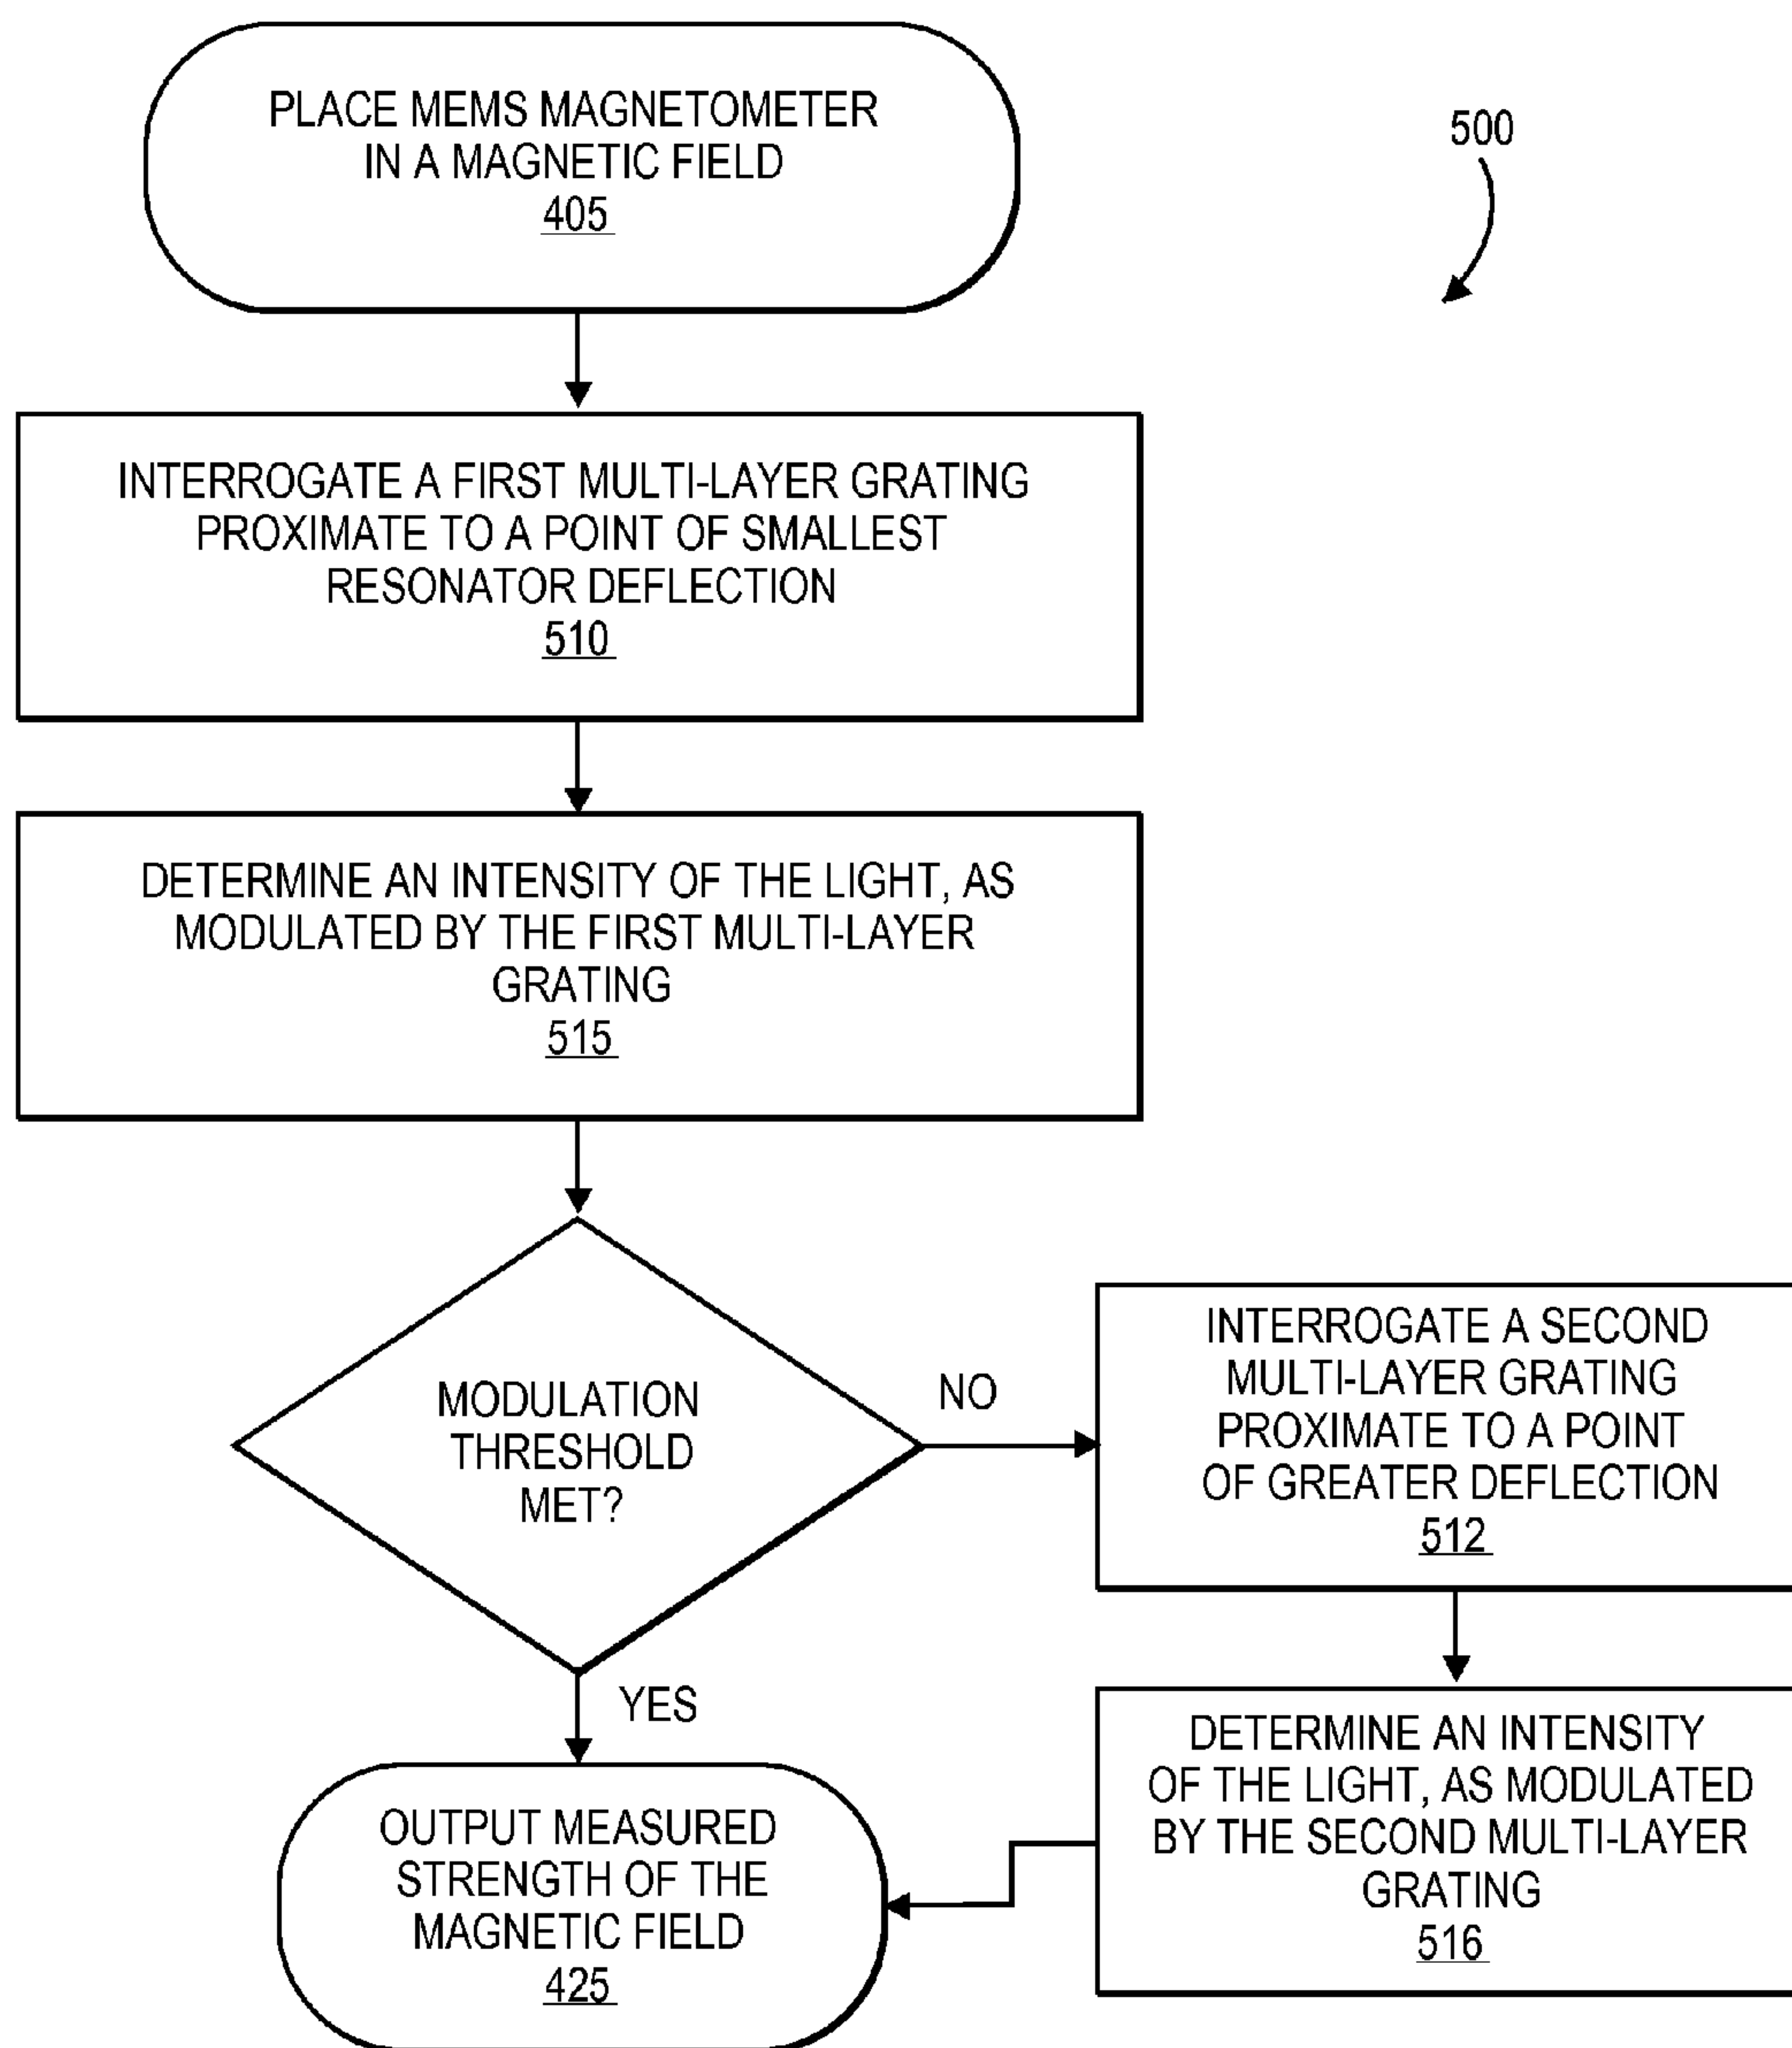 PLACE MEMS MAGNETOMETER
IN A MAGNETIC FIELD
405
500
INTERROGATE A FIRST MULTI-LAYER GRATING
PROXIMATE TO A POINT OF SMALLEST
RESONATOR DEFLECTION
510
DETERMINE AN INTENSITY OF THE LIGHT, AS
MODULATED BY THE FIRST MULTI-LAYER
GRATING
515
MODULATION
THRESHOLD
MET?
NO
INTERROGATE A SECOND
MULTI-LAYER GRATING
PROXIMATE TO A POINT
OF GREATER DEFLECTION
512
YES
DETERMINE AN INTENSITY
OF THE LIGHT, AS MODULATED
BY THE SECOND MULTI-LAYER
GRATING
516
OUTPUT MEASURED
STRENGTH OF THE
MAGNETIC FIELD
425